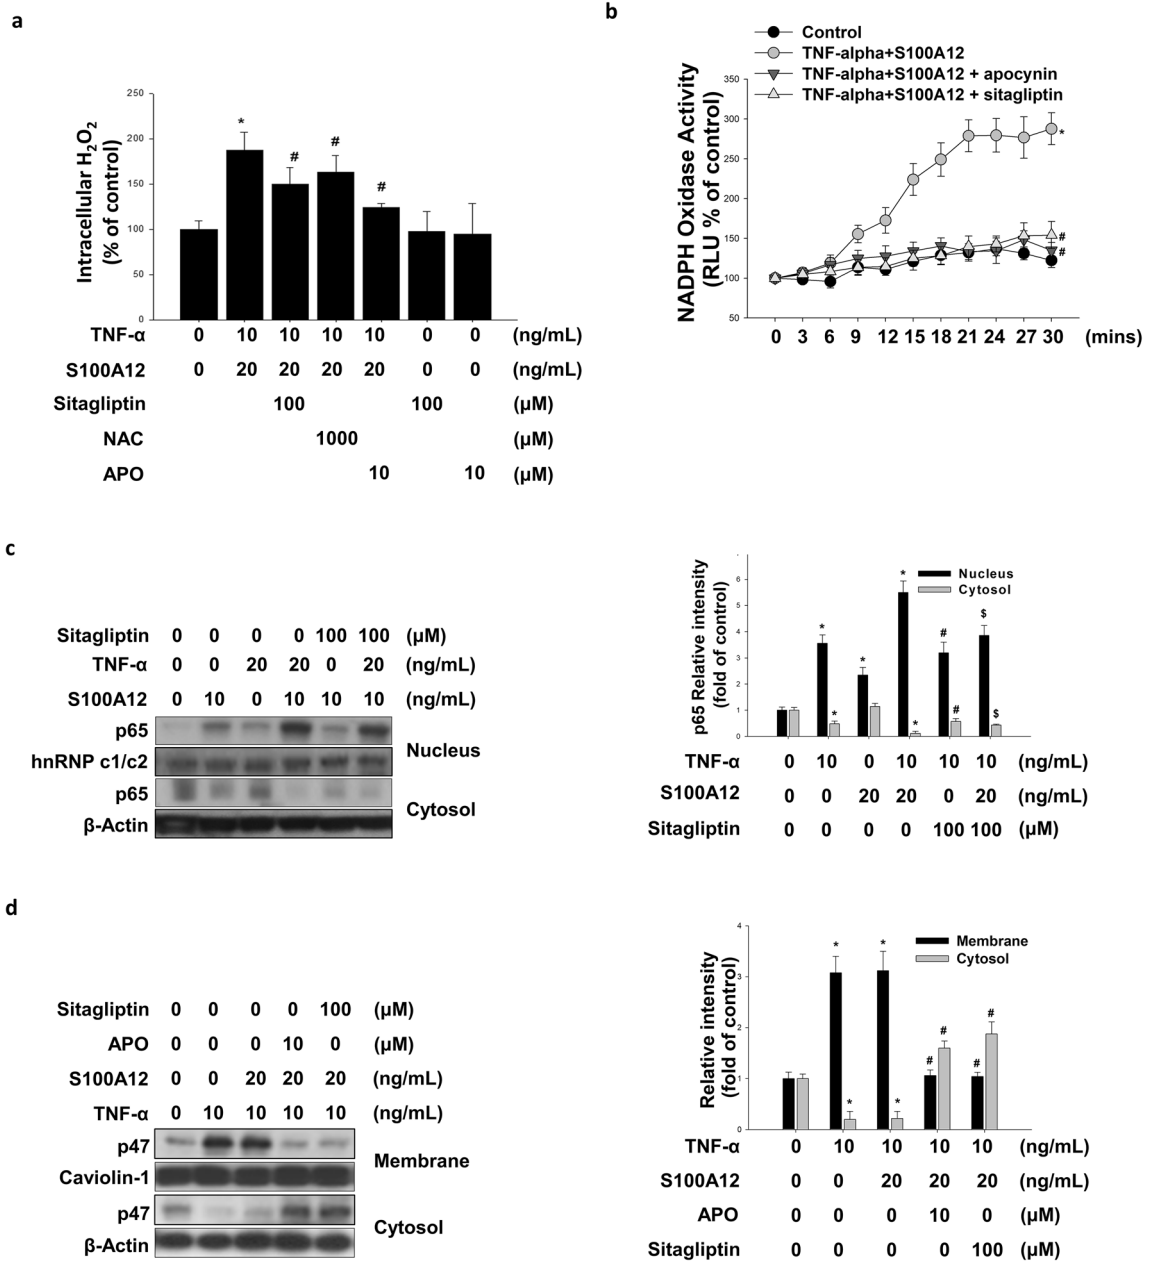 a
250
200
150
100
50
0
Intracellular H2O2
(% of control)
*
#
#
#
TNF-α 0 10 10 10 10 0 0 (ng/mL)
S100A12 0 20 20 20 20 0 0 (ng/mL)
Sitagliptin 100 100 (μM)
NAC 1000 (μM)
APO 10 10 (μM)
b
Control
TNF-alpha+S100A12
TNF-alpha+S100A12 + apocynin
TNF-alpha+S100A12 + sitagliptin
NADPH Oxidase Activity
(RLU % of control)
350
300
250
200
150
100
50
*
#
#
0 3 6 9 12 15 18 21 24 27 30 (mins)
c
Sitagliptin 0 0 0 0 100 100 (μM)
TNF-α 0 0 20 20 0 20 (ng/mL)
S100A12 0 10 0 10 10 10 (ng/mL)
p65
Nucleus
hnRNP c1/c2
p65
Cytosol
β-Actin
p65 Relative intensity
(fold of control)
6
5
4
3
2
1
0
Nucleus
Cytosol
* * * * * # # $ $
TNF-α 0 10 0 10 10 10 (ng/mL)
S100A12 0 0 20 20 0 20 (ng/mL)
Sitagliptin 0 0 0 0 100 100 (μM)
d
Sitagliptin 0 0 0 0 100 (μM)
APO 0 0 0 10 0 (μM)
S100A12 0 0 20 20 20 (ng/mL)
TNF-α 0 10 10 10 10 (ng/mL)
p47
Membrane
Caviolin-1
p47
Cytosol
β-Actin
Relative intensity
(fold of control)
4
3
2
1
0
Membrane
Cytosol
* * * * # # # #
TNF-α 0 10 10 10 10 (ng/mL)
S100A12 0 0 20 20 20 (ng/mL)
APO 0 0 0 10 0 (μM)
Sitagliptin 0 0 0 0 100 (μM)